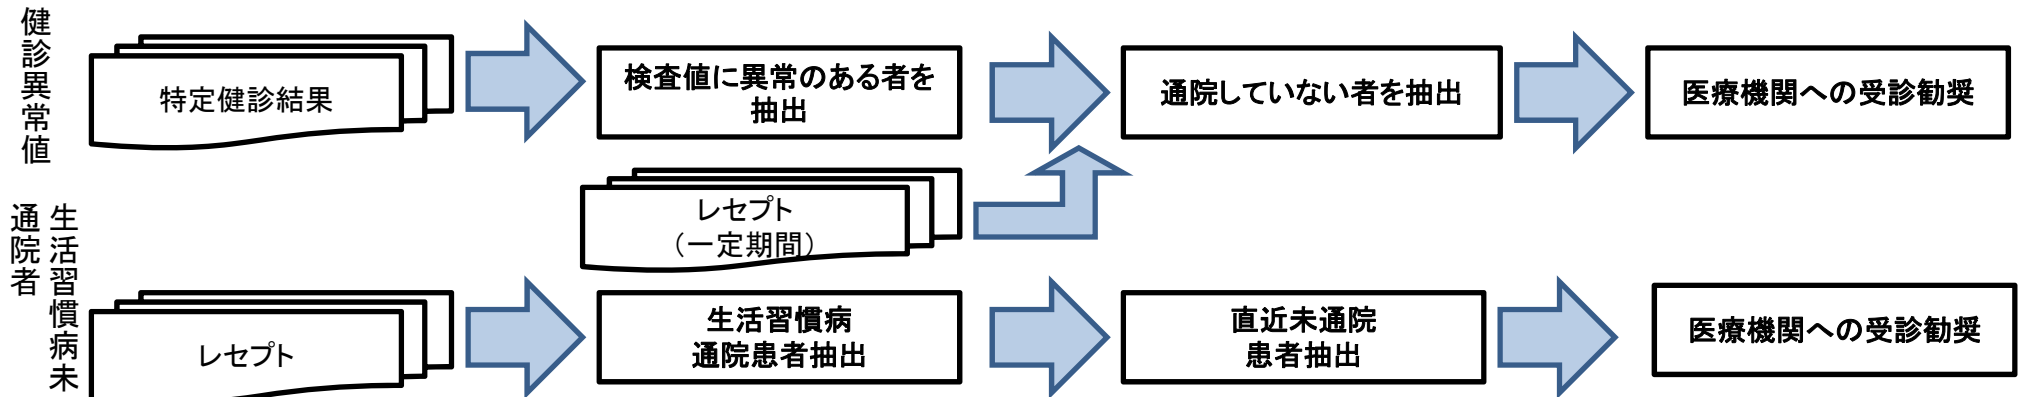 健診異常値
特定健診結果
検査値に異常のある者を
抽出
通院していない者を抽出
医療機関への受診勧奨
レセプト
（一定期間）
生活習慣病未
通院者
レセプト
生活習慣病
通院患者抽出
直近未通院
患者抽出
医療機関への受診勧奨